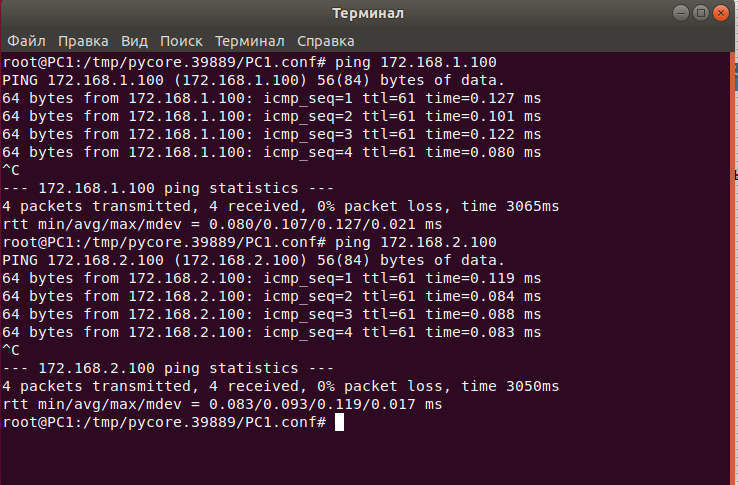 Терминал
Файл Правка Вид Поиск Терминал Справка
root@PC1:/tmp/pycore.39889/PC1.conf# ping 172.168.1.100
PING 172.168.1.100 (172.168.1.100) 56(84) bytes of data.
64 bytes from 172.168.1.100: icmp_seq=1 ttl=61 time=0.127 ms
64 bytes from 172.168.1.100: icmp_seq=2 ttl=61 time=0.101 ms
64 bytes from 172.168.1.100: icmp_seq=3 ttl=61 time=0.122 ms
64 bytes from 172.168.1.100: icmp_seq=4 ttl=61 time=0.080 ms
^C
--- 172.168.1.100 ping statistics ---
4 packets transmitted, 4 received, 0% packet loss, time 3065ms
rtt min/avg/max/mdev = 0.080/0.107/0.127/0.021 ms
root@PC1:/tmp/pycore.39889/PC1.conf# ping 172.168.2.100
PING 172.168.2.100 (172.168.2.100) 56(84) bytes of data.
64 bytes from 172.168.2.100: icmp_seq=1 ttl=61 time=0.119 ms
64 bytes from 172.168.2.100: icmp_seq=2 ttl=61 time=0.084 ms
64 bytes from 172.168.2.100: icmp_seq=3 ttl=61 time=0.088 ms
64 bytes from 172.168.2.100: icmp_seq=4 ttl=61 time=0.083 ms
^C
--- 172.168.2.100 ping statistics ---
4 packets transmitted, 4 received, 0% packet loss, time 3050ms
rtt min/avg/max/mdev = 0.083/0.093/0.119/0.017 ms
root@PC1:/tmp/pycore.39889/PC1.conf#